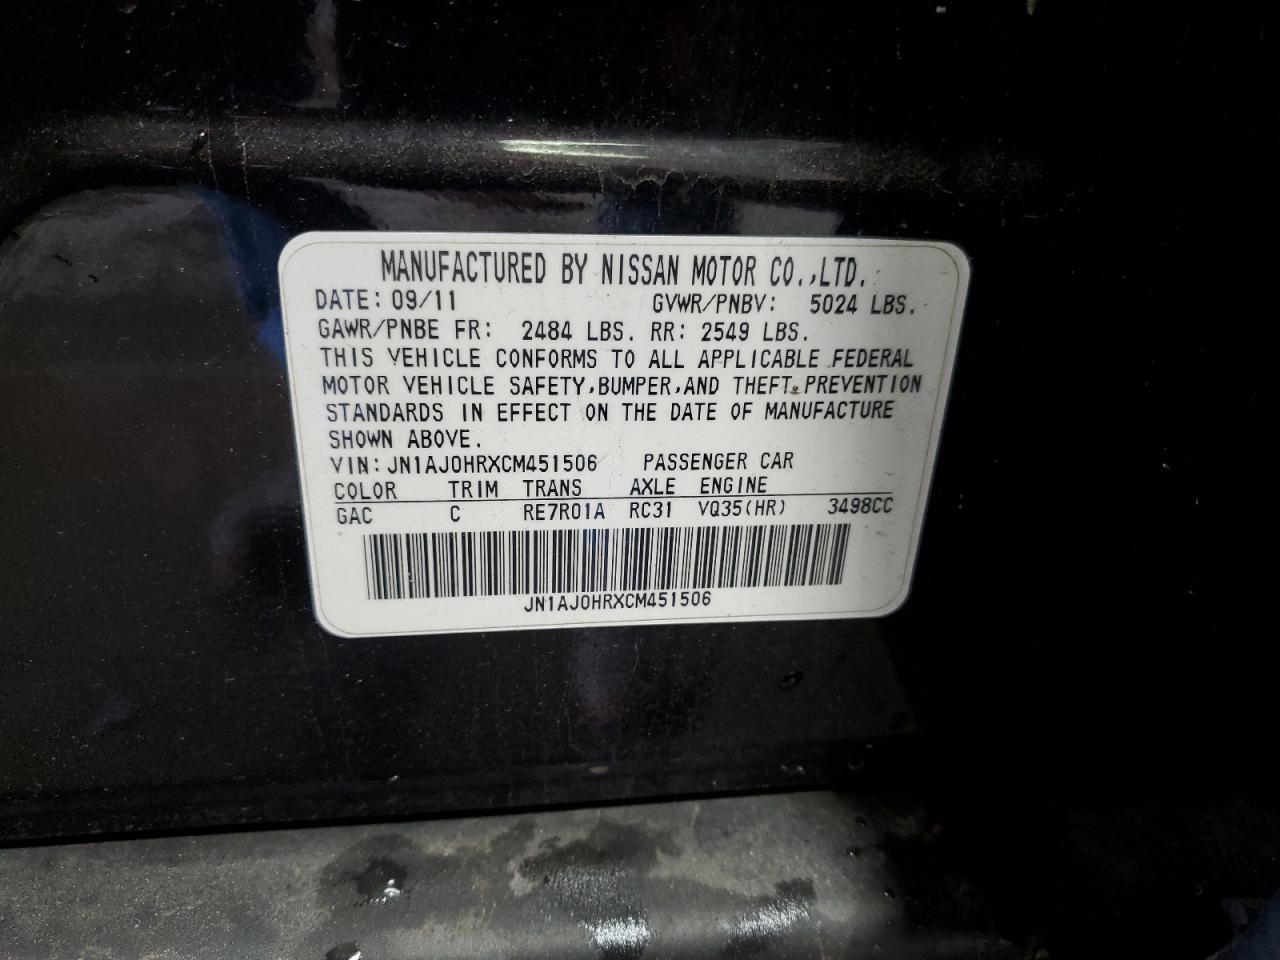 MANUFACTURED BY NISSAN MOTOR CO.,LTD.
DATE: 09/11 GVWR/PNBV: 5024 LBS.
GAWR/PNBE FR: 2484 LBS. RR: 2549 LBS.
THIS VEHICLE CONFORMS TO ALL APPLICABLE FEDERAL
MOTOR VEHICLE SAFETY,BUMPER,AND THEFT PREVENTION
STANDARDS IN EFFECT ON THE DATE OF MANUFACTURE
SHOWN ABOVE.
VIN: JN1AJ0HRXCM451506 PASSENGER CAR
COLOR TRIM TRANS AXLE ENGINE
GAC C RE7R01A RC31 VQ35(HR) 3498CC
JN1AJ0HRXCM451506